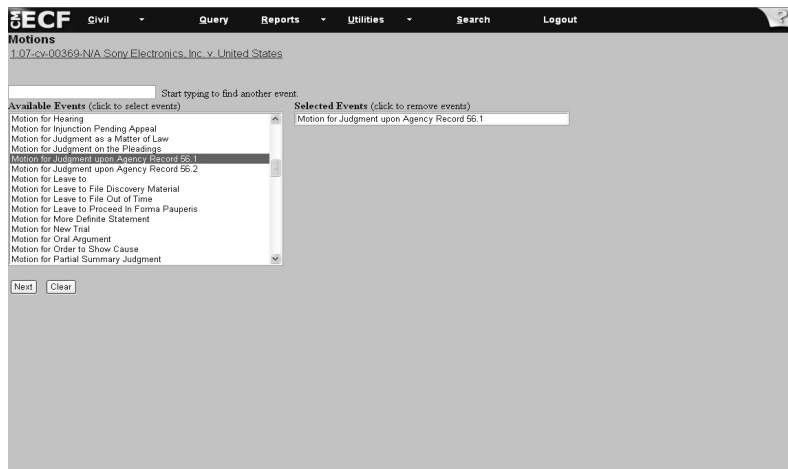 CM ECF Civil Query Reports Utilities Search Logout ?
Motions
1:07-cv-00369-N/A Sony Electronics, Inc. v. United States
Start typing to find another event.
Available Events (click to select events)
Motion for Hearing
Motion for Injunction Pending Appeal
Motion for Judgment as a Matter of Law
Motion for Judgment on the Pleadings
Motion for Judgment upon Agency Record 56.1
Motion for Judgment upon Agency Record 56.2
Motion for Leave to
Motion for Leave to File Discovery Material
Motion for Leave to File Out of Time
Motion for Leave to Proceed In Forma Pauperis
Motion for More Definite Statement
Motion for New Trial
Motion for Oral Argument
Motion for Order to Show Cause
Motion for Partial Summary Judgment
Selected Events (click to remove events)
Motion for Judgment upon Agency Record 56.1
Next Clear